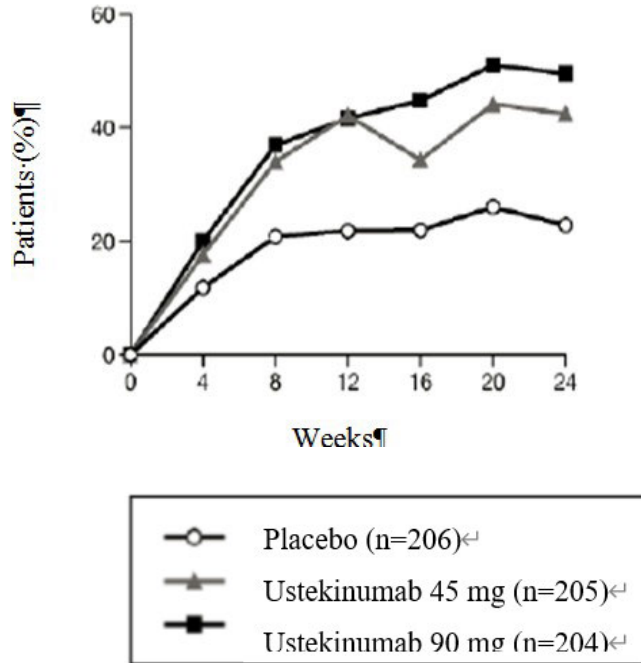 60
40
20
0
Patients·(%)¶
0 4 8 12 16 20 24
Weeks¶
Placebo (n=206)↵
Ustekinumab 45 mg (n=205)↵
Ustekinumab 90 mg (n=204)↵